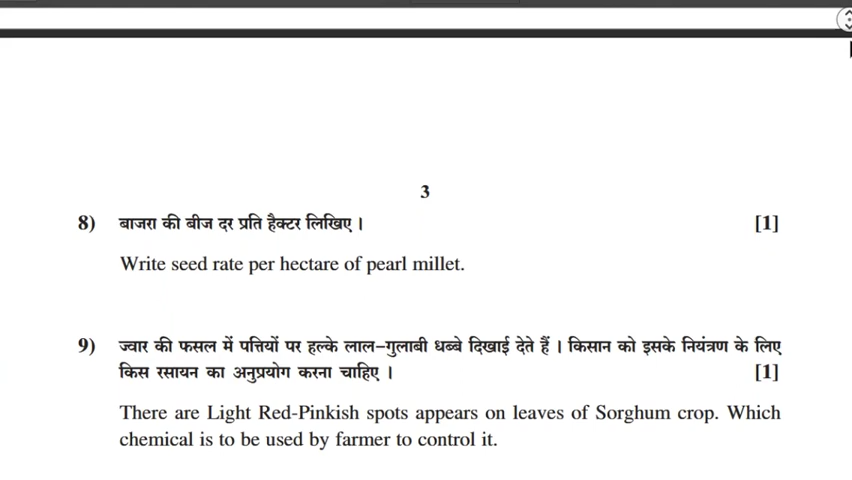 3
8) बाजरा की बीज दर प्रति हैक्टर लिखिए । [1]
Write seed rate per hectare of pearl millet.
9) ज्वार की फसल में पत्तियों पर हल्के लाल-गुलाबी धब्बे दिखाई देते हैं । किसान को इसके नियंत्रण के लिए
किस रसायन का अनुप्रयोग करना चाहिए । [1]
There are Light Red-Pinkish spots appears on leaves of Sorghum crop. Which
chemical is to be used by farmer to control it.